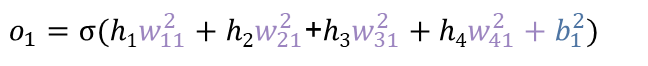 o₁ = σ(h₁w²₁₁ + h₂w²₂₁+h₃w²₃₁ + h₄w²₄₁ + b²₁)